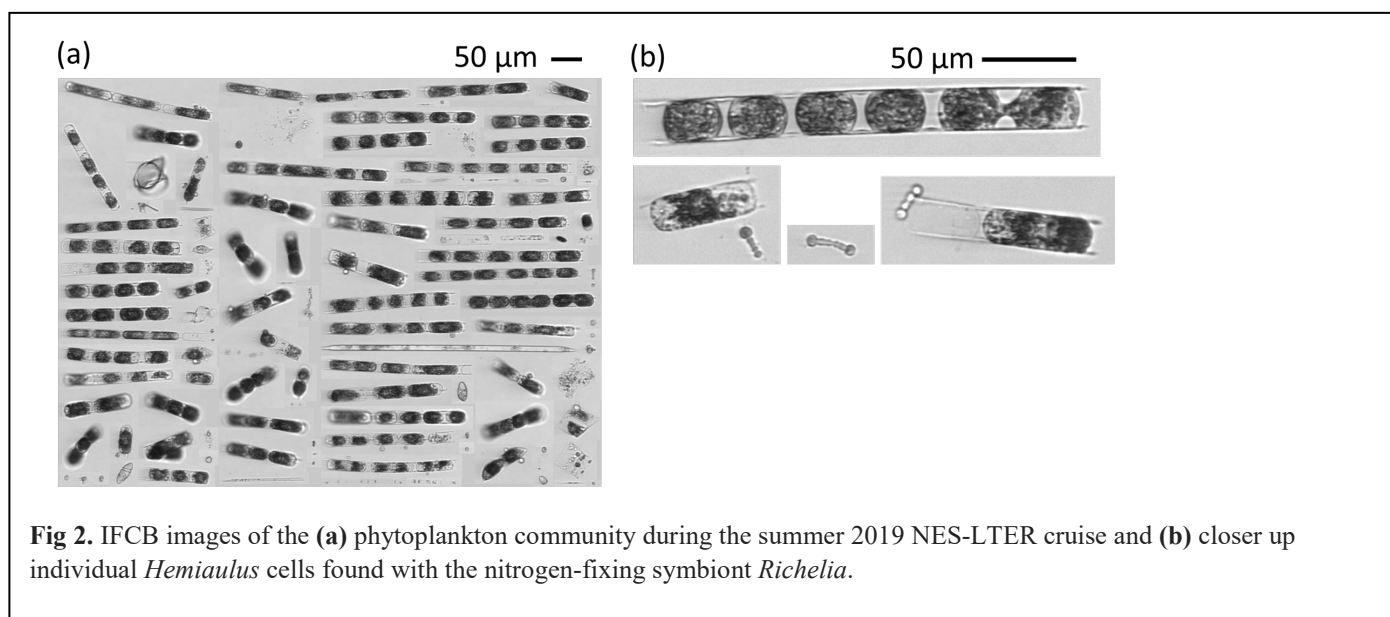 (a)
50 µm
(b)
50 µm
Fig 2. IFCB images of the (a) phytoplankton community during the summer 2019 NES-LTER cruise and (b) closer up
individual Hemiaulus cells found with the nitrogen-fixing symbiont Richelia.